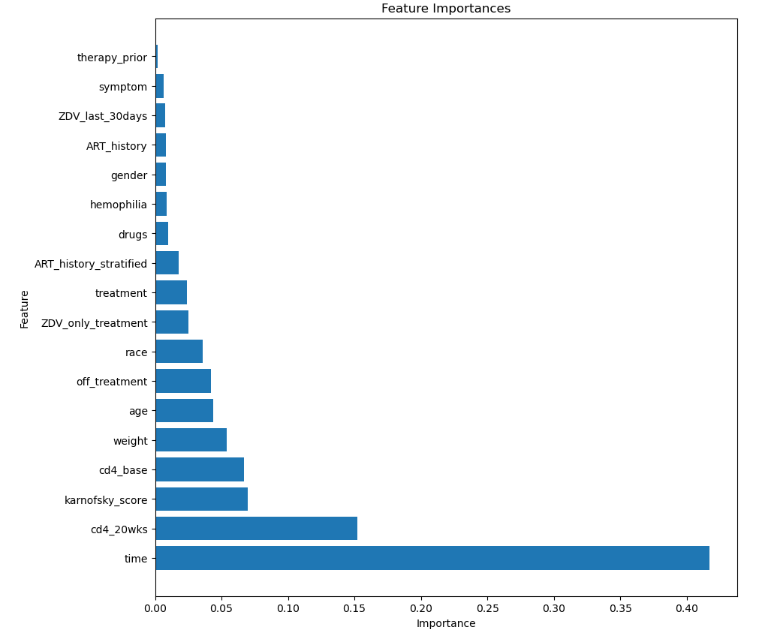 Feature Importances
Feature
therapy_prior
symptom
ZDV_last_30days
ART_history
gender
hemophilia
drugs
ART_history_stratified
treatment
ZDV_only_treatment
race
off_treatment
age
weight
cd4_base
karnofsky_score
cd4_20wks
time
0.00 0.05 0.10 0.15 0.20 0.25 0.30 0.35 0.40
Importance